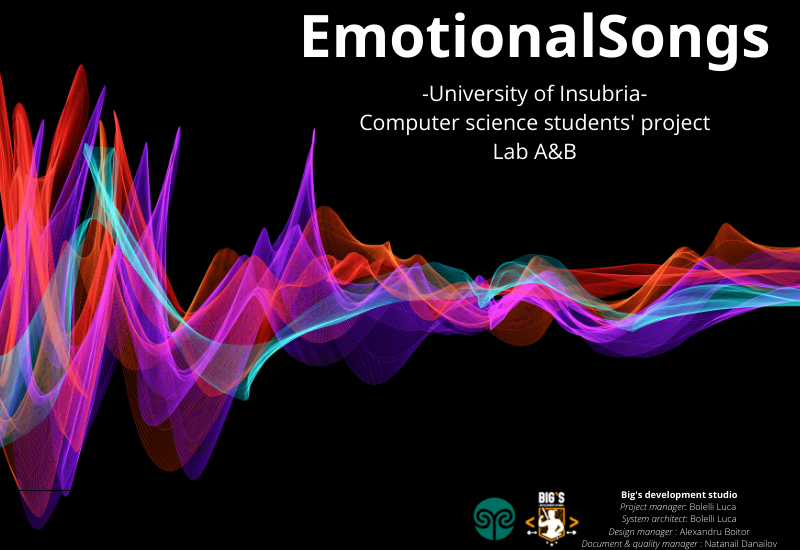 EmotionalSongs
-University of Insubria-
Computer science students' project
Lab A&B
BIG'S
Big's development studio
Project manager: Bolelli Luca
System architect: Bolelli Luca
Design manager : Alexandru Boitor
Document & quality manager : Natanail Danailov